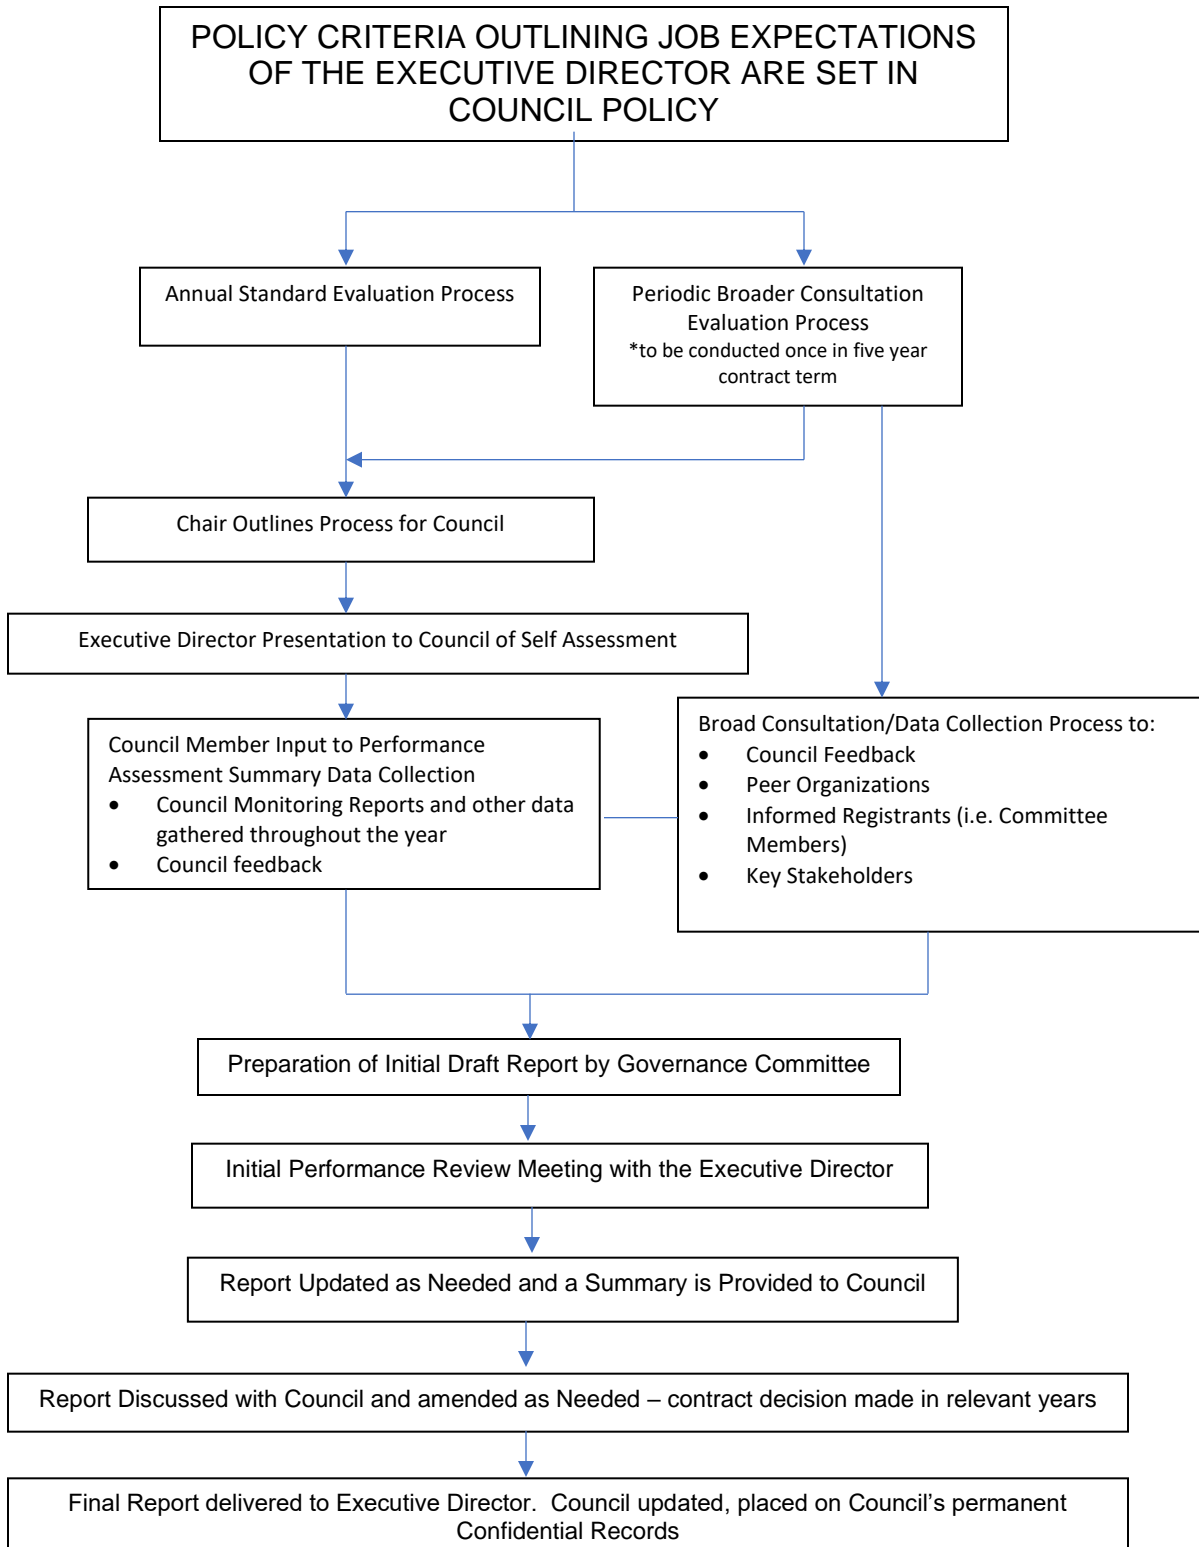 POLICY CRITERIA OUTLINING JOB EXPECTATIONS
OF THE EXECUTIVE DIRECTOR ARE SET IN
COUNCIL POLICY
Annual Standard Evaluation Process
Periodic Broader Consultation
Evaluation Process
*to be conducted once in five year
contract term
Chair Outlines Process for Council
Executive Director Presentation to Council of Self Assessment
Council Member Input to Performance
Assessment Summary Data Collection
• Council Monitoring Reports and other data
gathered throughout the year
• Council feedback
Broad Consultation/Data Collection Process to:
• Council Feedback
• Peer Organizations
• Informed Registrants (i.e. Committee
Members)
• Key Stakeholders
Preparation of Initial Draft Report by Governance Committee
Initial Performance Review Meeting with the Executive Director
Report Updated as Needed and a Summary is Provided to Council
Report Discussed with Council and amended as Needed – contract decision made in relevant years
Final Report delivered to Executive Director.  Council updated, placed on Council’s permanent
Confidential Records